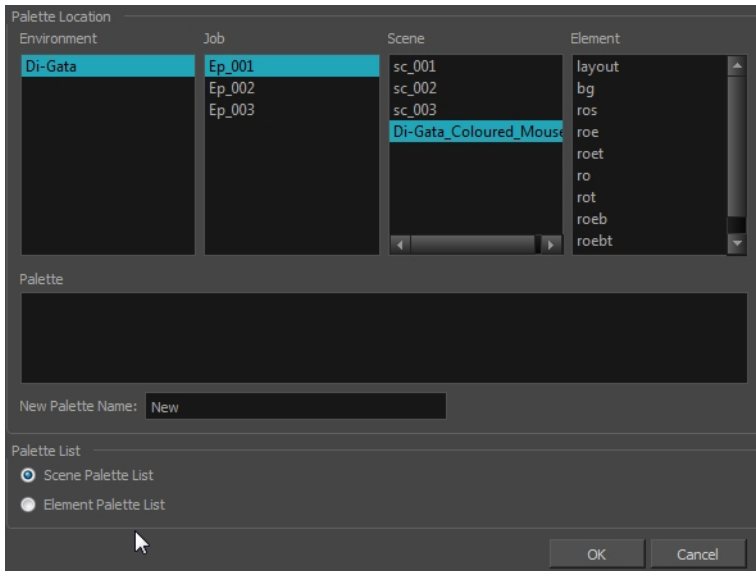 Palette Location
Environment
Di-Gata
Job
Ep_001
Ep_002
Ep_003
Scene
sc_001
sc_002
sc_003
Di-Gata_Coloured_Mouse
Element
layout
bg
ros
roe
roet
ro
rot
roeb
roebt
Palette
New Palette Name: New
Palette List
Scene Palette List
Element Palette List
OK Cancel